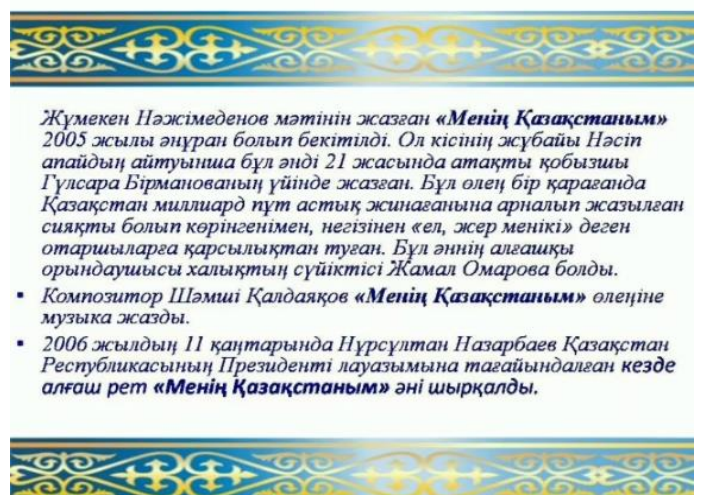 Жұмекен Нәжімеденов мәтінін жазған «Менің Қазақстаным»
2005 жылы әнұран болып бекітілді. Ол кісінің жұбайы Нәсіп
апайдың айтуынша бұл әнді 21 жасында атақты қобызшы
Гүлсара Бірманованың үйінде жазған. Бұл өлең бір қарағанда
Қазақстан миллиард пұт астық жинағанына арналып жазылған
сияқты болып көрінгенімен, негізінен «ел, жер менікі» деген
отаршыларға қарсылықтан туған. Бұл әннің алғашқы
орындаушысы халықтың сүйіктісі Жамал Омарова болды.
▪ Композитор Шәмші Қалдаяқов «Менің Қазақстаным» өлеңіне
музыка жазды.
▪ 2006 жылдың 11 қаңтарында Нұрсұлтан Назарбаев Қазақстан
Республикасының Президенті лауазымына тағайындалған кезде
алғаш рет «Менің Қазақстаным» әні шырқалды.